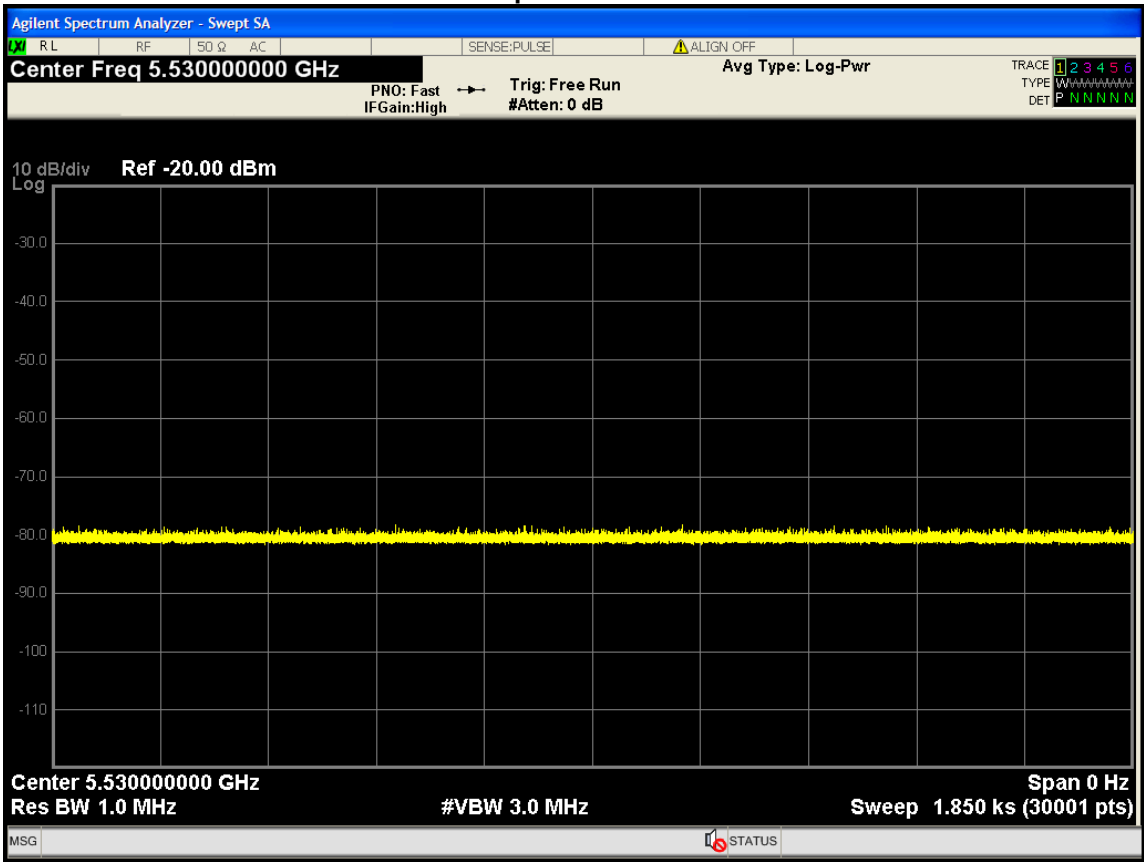 Agilent Spectrum Analyzer - Swept SA
LXI RL RF 50 Ω AC SENSE:PULSE ALIGN OFF
Center Freq 5.530000000 GHz
PNO: Fast
IFGain:High
Trig: Free Run
#Atten: 0 dB
Avg Type: Log-Pwr
TRACE 1 2 3 4 5 6
TYPE WWWWWW
DET P N N N N N
10 dB/div Ref -20.00 dBm
Log
-30.0
-40.0
-50.0
-60.0
-70.0
-80.0
-90.0
-100
-110
Center 5.530000000 GHz Span 0 Hz
Res BW 1.0 MHz #VBW 3.0 MHz Sweep 1.850 ks (30001 pts)
MSG STATUS